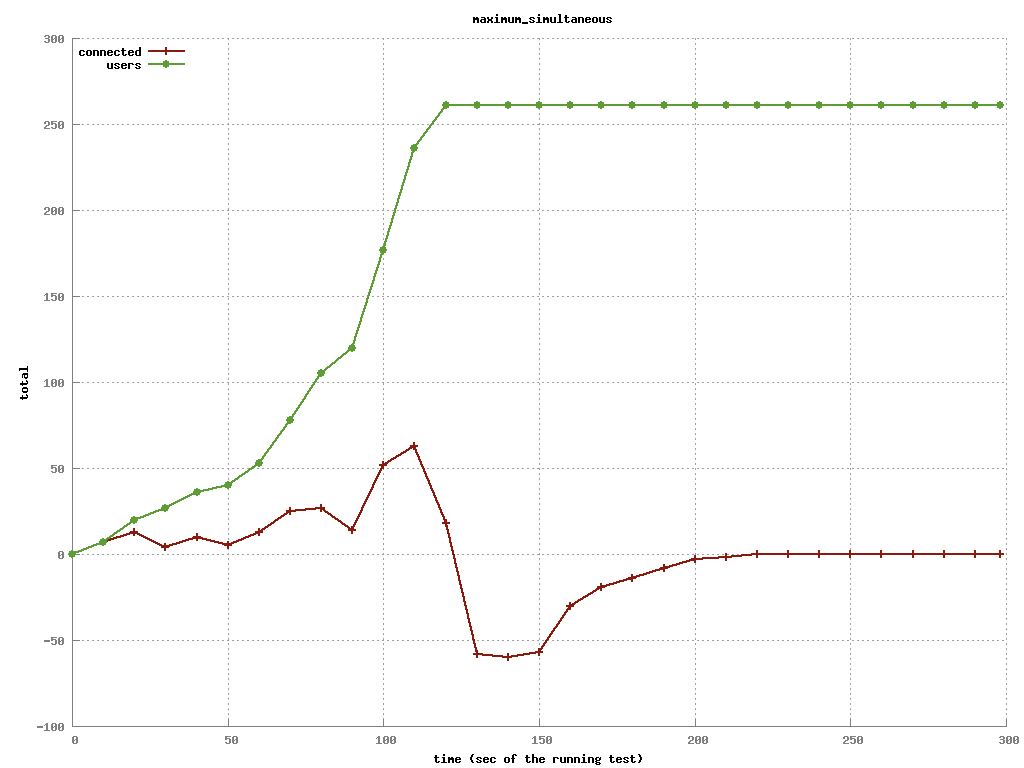 maximum_simultaneous
connected
users
300
250
200
150
100
50
0
-50
-100
total
0 50 100 150 200 250 300
time (sec of the running test)